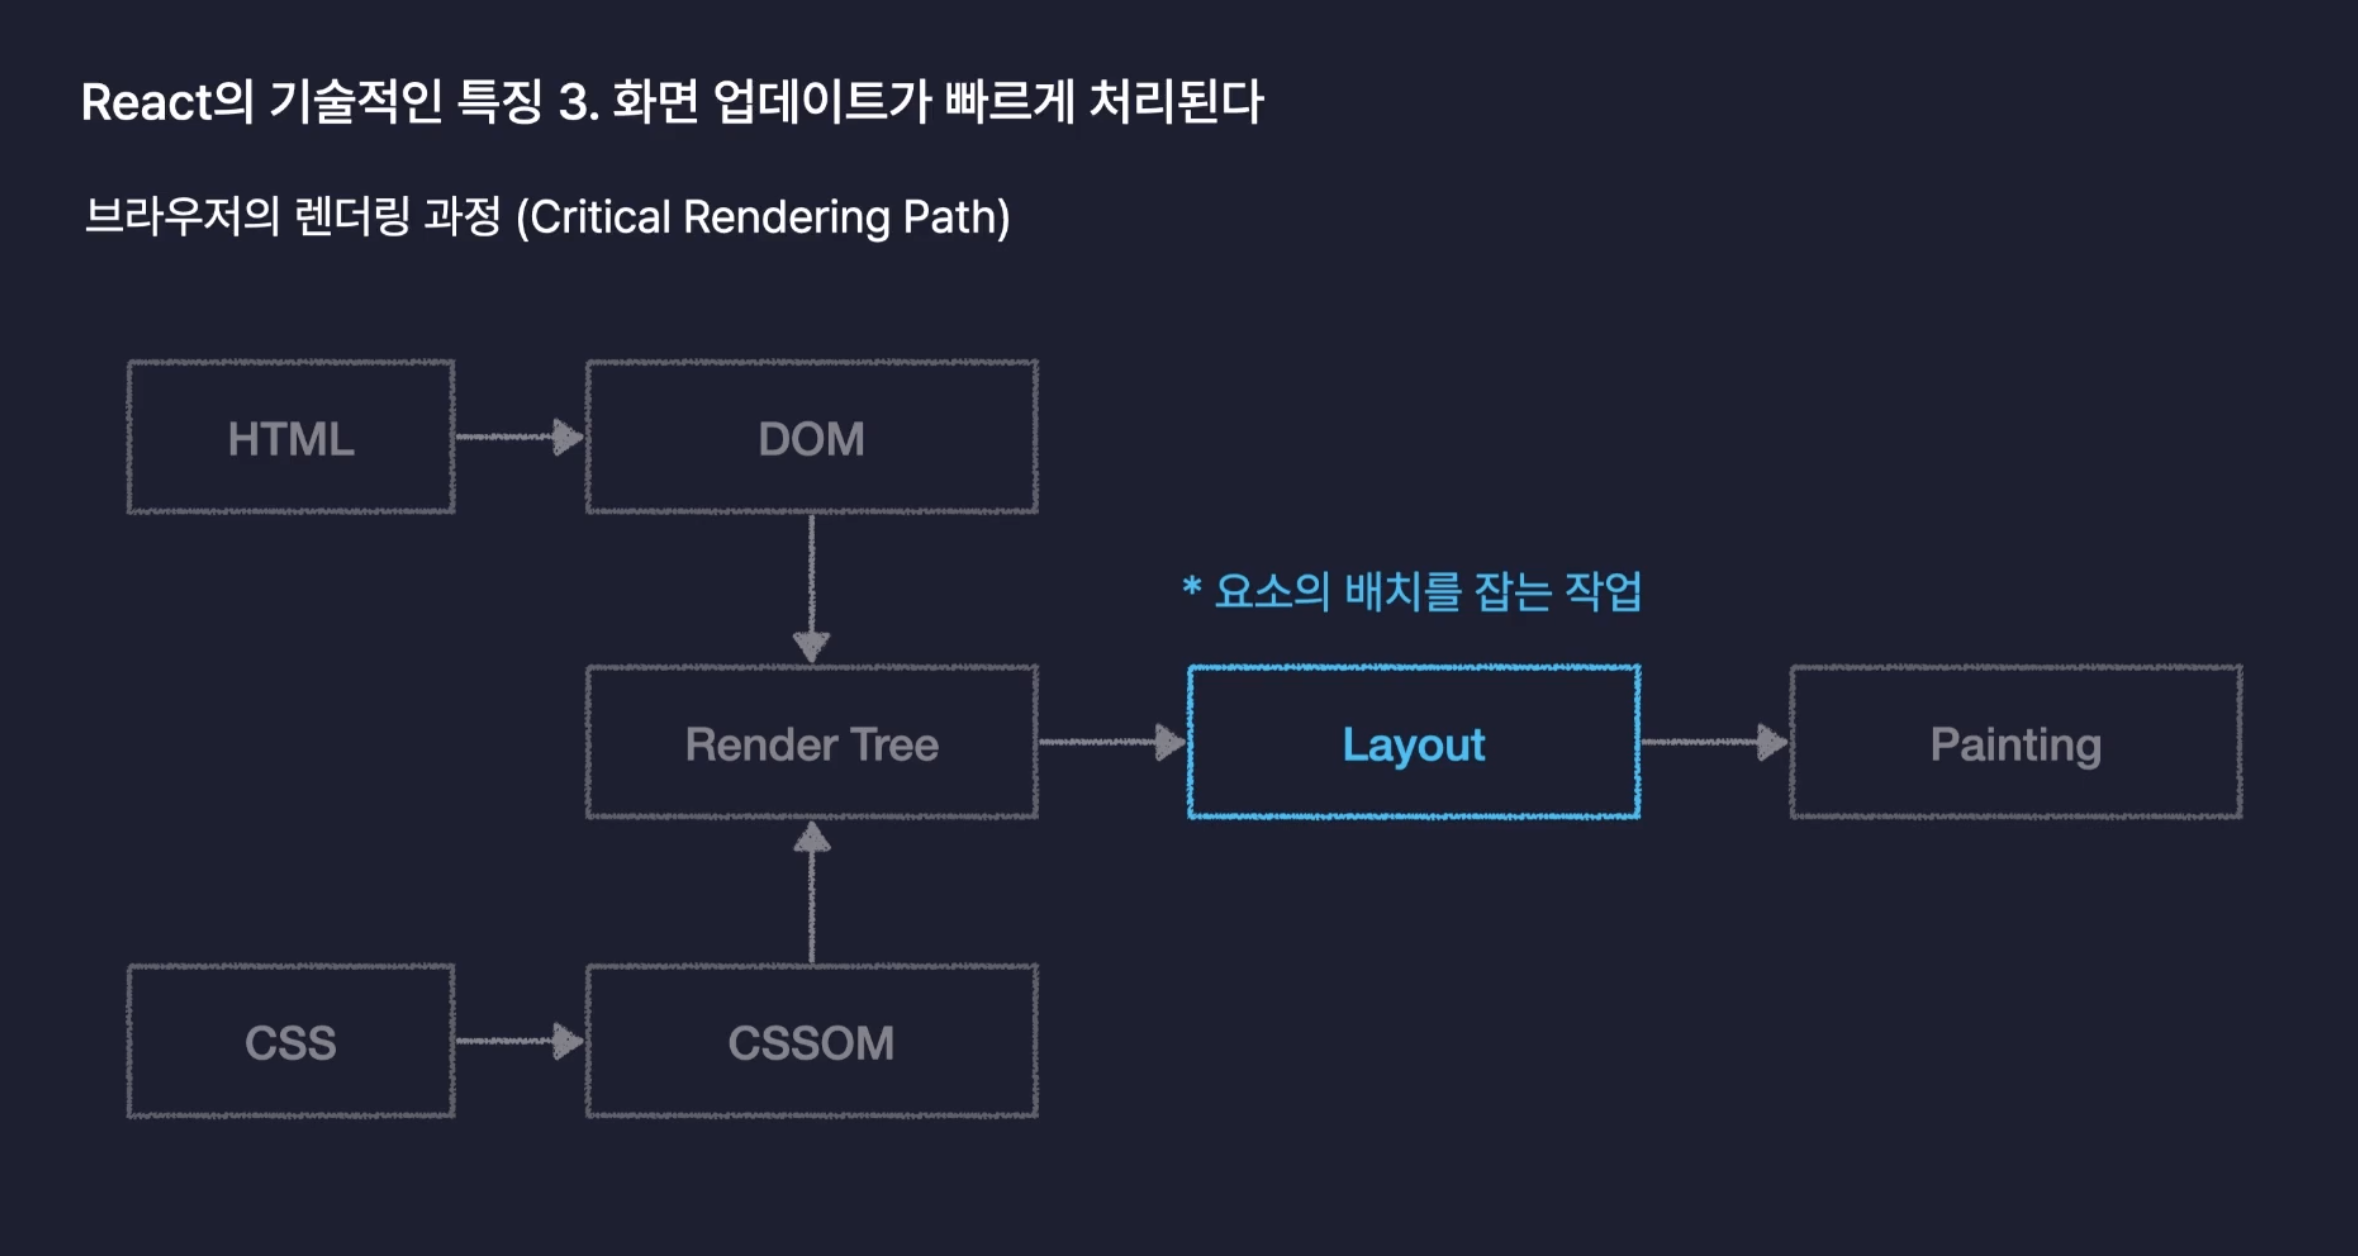 React의 기술적인 특징 3. 화면 업데이트가 빠르게 처리된다
브라우저의 렌더링 과정 (Critical Rendering Path)
HTML
DOM
* 요소의 배치를 잡는 작업
Render Tree
Layout
Painting
CSS
CSSOM